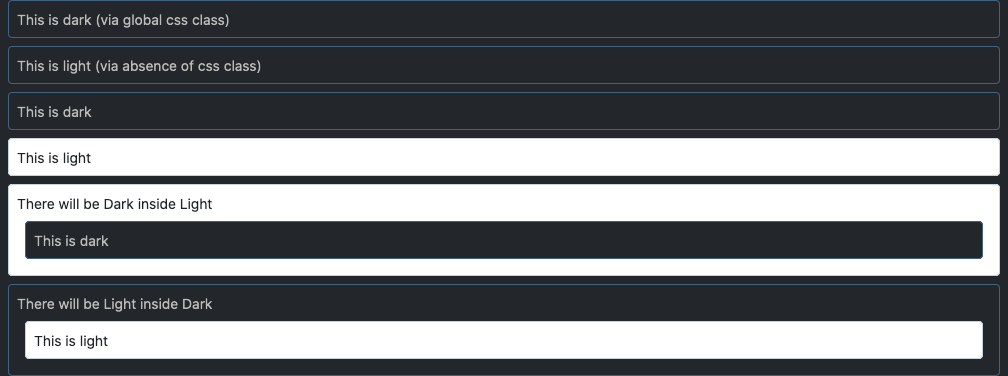 This is dark (via global css class)
This is light (via absence of css class)
This is dark
This is light
There will be Dark inside Light
This is dark
There will be Light inside Dark
This is light